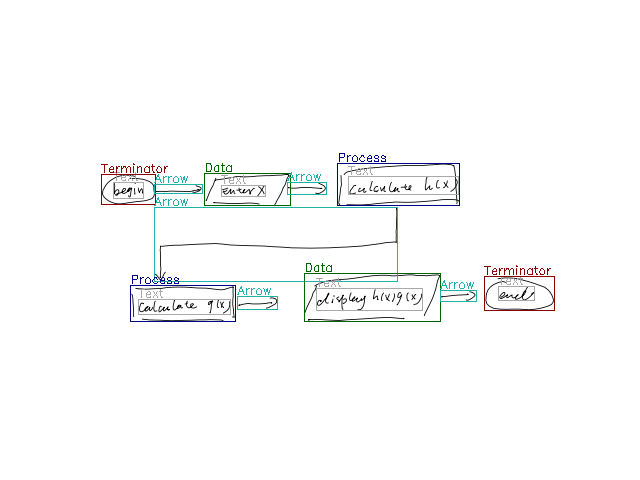 Terminator
Text
begin
Arrow
Data
Text
enter X
Arrow
Process
Text
calculate h(x)
Arrow
Process
Text
calculate g(x)
Arrow
Data
Text
display h(x) g(x)
Arrow
Terminator
Text
end